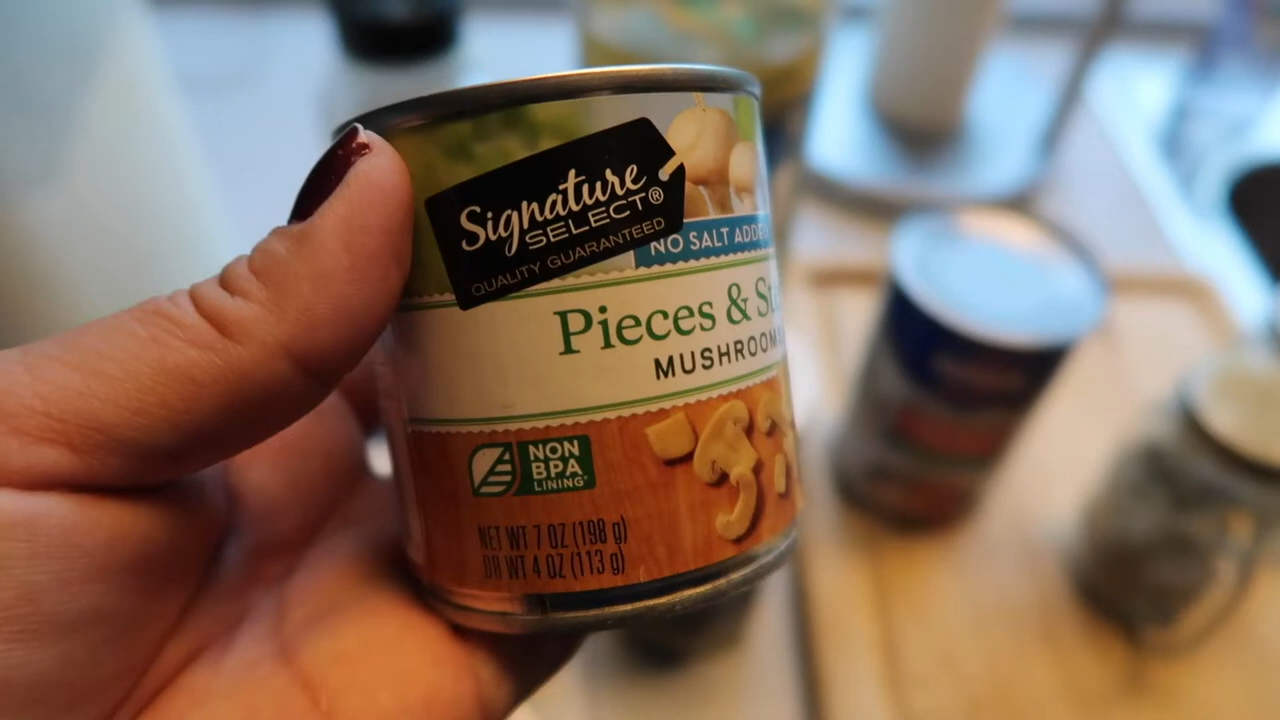 Signature
SELECT®
QUALITY GUARANTEED
NO SALT ADDE
Pieces & St
MUSHROOM
NON
BPA
LINING
NET WT 7 OZ (198 g)
DR WT 4 OZ (113 g)